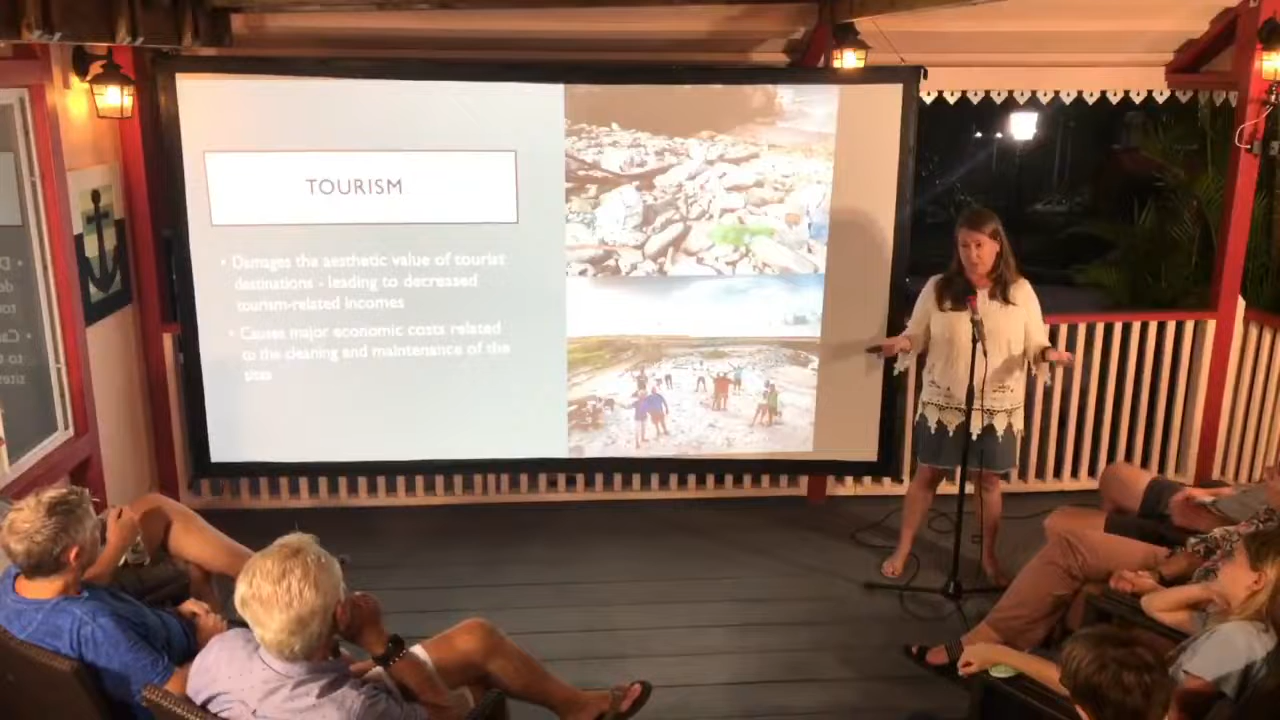 TOURISM
• Damages the aesthetic value of tourist
destinations - leading to decreased
tourism-related incomes
• Causes major economic costs related
to the cleaning and maintenance of the
sites